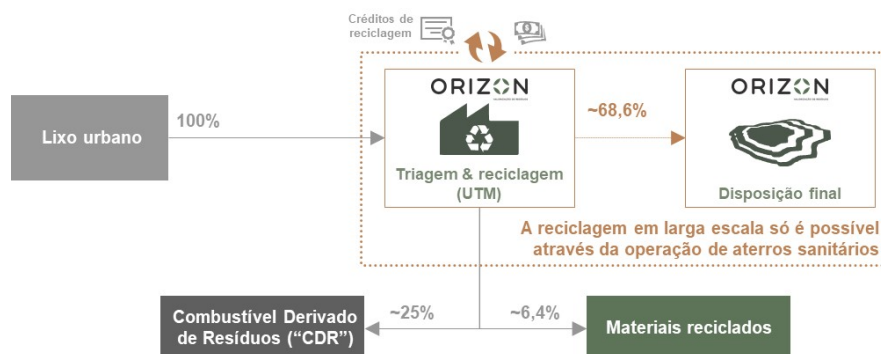 Créditos de
reciclagem
ORIZON
ORIZON
Lixo urbano
100%
~68,6%
Triagem & reciclagem
(UTM)
Disposição final
A reciclagem em larga escala só é possível
através da operação de aterros sanitários
Combustível Derivado
de Resíduos (“CDR”)
~25%
~6,4%
Materiais reciclados